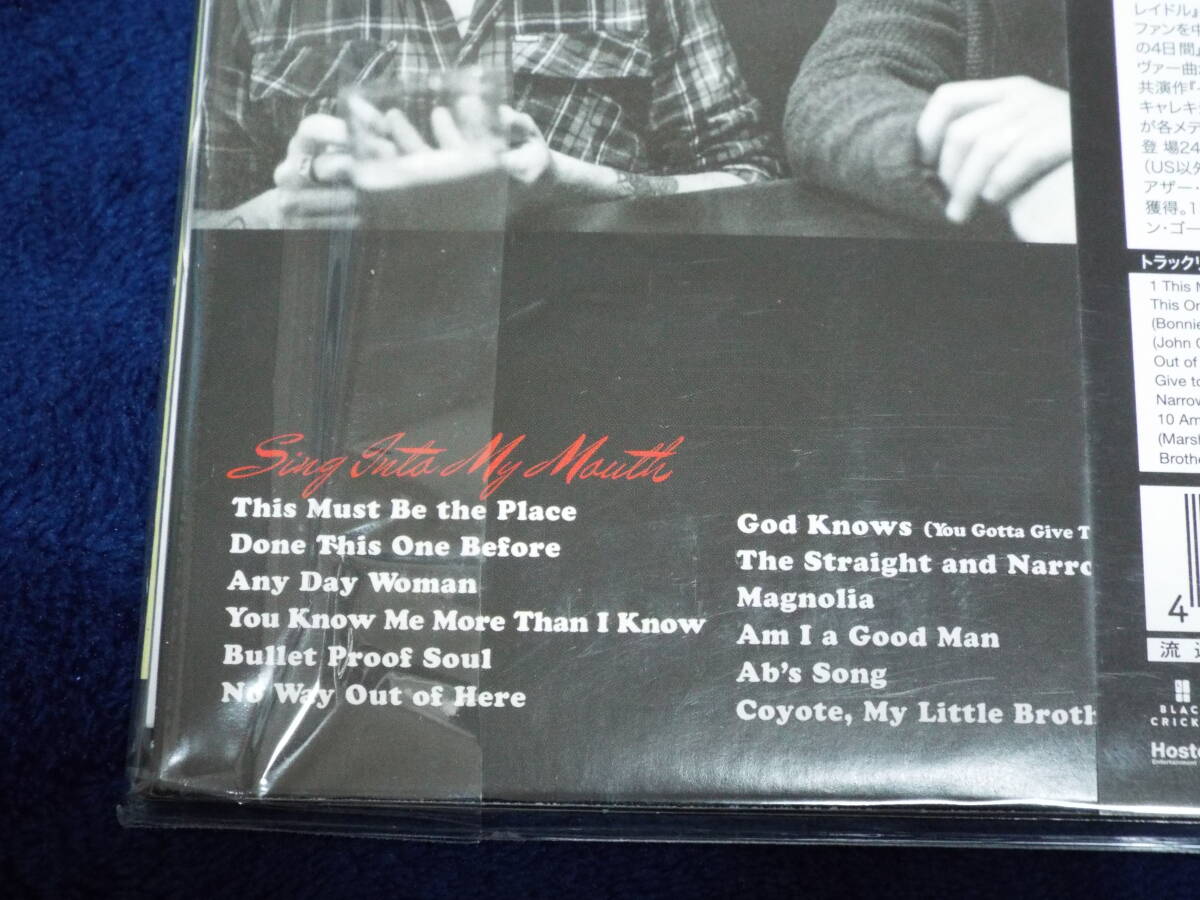 レイドル』
ファンを中
の4日間』
ヴァー曲
共演作『
キャレキ
が各メデ
登場24
(US以外
アザー・
獲得。1
ン・ゴー
トラックリ
1 This M
This On
(Bonnie
(John C
Out of
Give to
Narrow
10 Am
(Marsh
Brothe
Sing Into My Mouth
This Must Be the Place
Done This One Before
Any Day Woman
You Know Me More Than I Know
Bullet Proof Soul
No Way Out of Here
God Knows (You Gotta Give T
The Straight and Narro
Magnolia
Am I a Good Man
Ab's Song
Coyote, My Little Broth
4
流通
BLAC
CRICK
Hoste
Entertainment